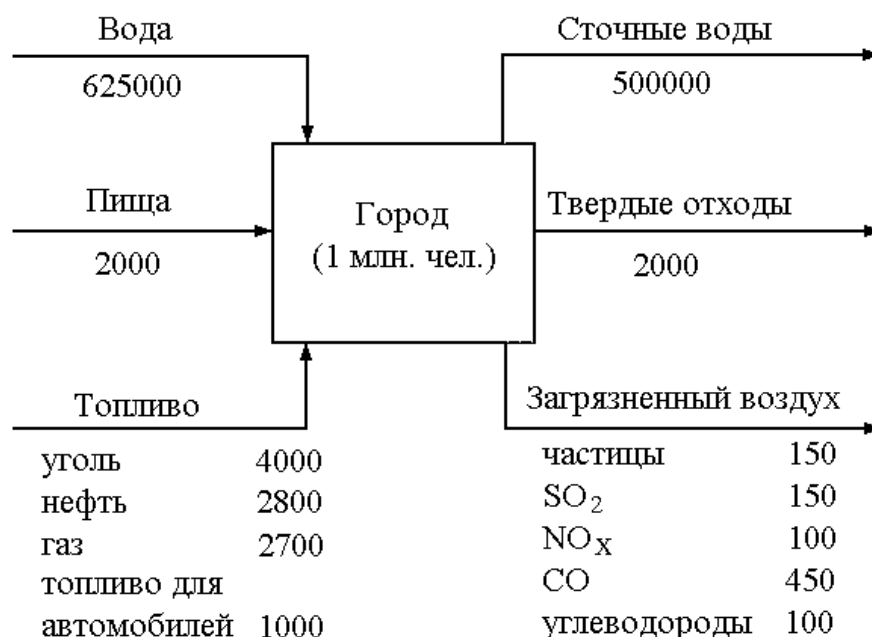 Вода
625000
Сточные воды
500000
Пища
2000
Город
(1 млн. чел.)
Твердые отходы
2000
Топливо
уголь 4000
нефть 2800
газ 2700
топливо для
автомобилей 1000
Загрязненный воздух
частицы 150
SO2 150
NOX 100
CO 450
углеводороды 100